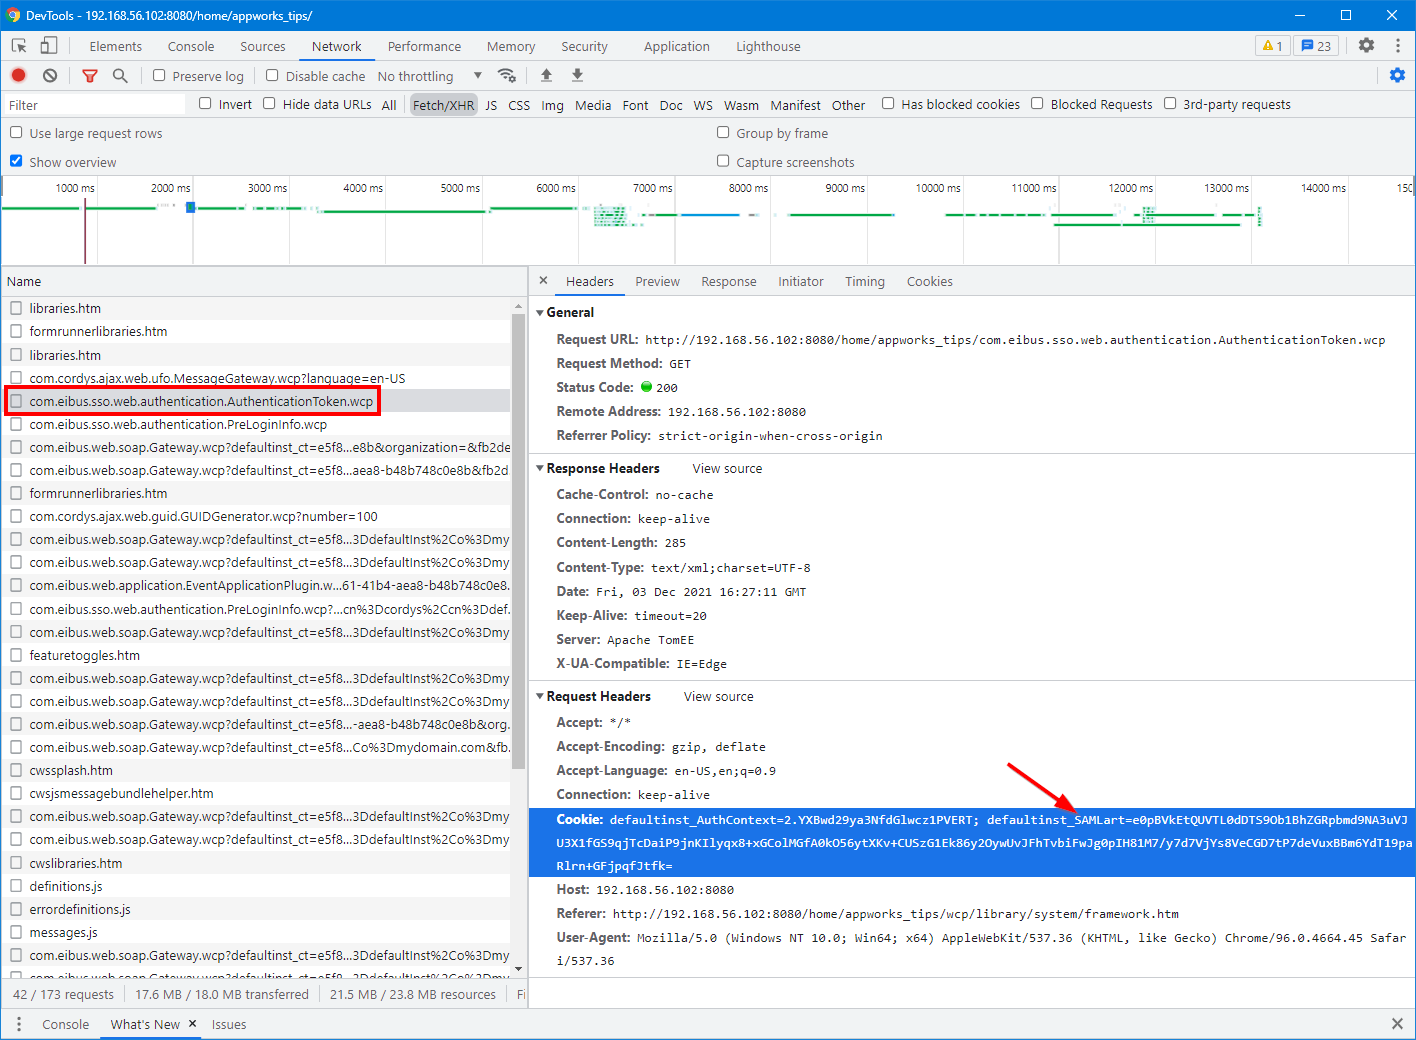 DevTools - 192.168.56.102:8080/home/appworks_tips/
Elements Console Sources Network Performance Memory Security Application Lighthouse 1 23
Preserve log Disable cache No throttling
Filter Invert Hide data URLs All Fetch/XHR JS CSS Img Media Font Doc WS Wasm Manifest Other Has blocked cookies Blocked Requests 3rd-party requests
Use large request rows Group by frame
Show overview Capture screenshots
1000 ms 2000 ms 3000 ms 4000 ms 5000 ms 6000 ms 7000 ms 8000 ms 9000 ms 10000 ms 11000 ms 12000 ms 13000 ms 14000 ms 150
Name
libraries.htm
formrunnerlibraries.htm
libraries.htm
com.cordys.ajax.web.ufo.MessageGateway.wcp?language=en-US
com.eibus.sso.web.authentication.AuthenticationToken.wcp
com.eibus.sso.web.authentication.PreLoginInfo.wcp
com.eibus.web.soap.Gateway.wcp?defaultinst_ct=e5f8...e8b&organization=&fb2de
com.eibus.web.soap.Gateway.wcp?defaultinst_ct=e5f8...aea8-b48b748c0e8b&fb2d
formrunnerlibraries.htm
com.cordys.ajax.web.guid.GUIDGenerator.wcp?number=100
com.eibus.web.soap.Gateway.wcp?defaultinst_ct=e5f8...3DdefaultInst%2Co%3Dmy
com.eibus.web.soap.Gateway.wcp?defaultinst_ct=e5f8...3DdefaultInst%2Co%3Dmy
com.eibus.web.application.EventApplicationPlugin.w...61-41b4-aea8-b48b748c0e8.
com.eibus.sso.web.authentication.PreLoginInfo.wcp?...cn%3Dcordys%2Ccn%3Ddef.
com.eibus.web.soap.Gateway.wcp?defaultinst_ct=e5f8...3DdefaultInst%2Co%3Dmy
featuretoggles.htm
com.eibus.web.soap.Gateway.wcp?defaultinst_ct=e5f8...3DdefaultInst%2Co%3Dmy
com.eibus.web.soap.Gateway.wcp?defaultinst_ct=e5f8...3DdefaultInst%2Co%3Dmy
com.eibus.web.soap.Gateway.wcp?defaultinst_ct=e5f8...-aea8-b48b748c0e8b&org.
com.eibus.web.soap.Gateway.wcp?defaultinst_ct=e5f8...Co%3Dmydomain.com&fb.
cwssplash.htm
cwsjsmessagebundlehelper.htm
com.eibus.web.soap.Gateway.wcp?defaultinst_ct=e5f8...3DdefaultInst%2Co%3Dmy
com.eibus.web.soap.Gateway.wcp?defaultinst_ct=e5f8...3DdefaultInst%2Co%3Dmy
cwslibraries.htm
definitions.js
errordefinitions.js
messages.js
com.eibus.web.soap.Gateway.wcp?defaultinst_ct=e5f8...3DdefaultInst%2Co%3Dmy
com.eibus.web.soap.Gateway.wcp?defaultinst_ct=e5f8...3DdefaultInst%2Co%3Dmy
42 / 173 requests 17.6 MB / 18.0 MB transferred 21.5 MB / 23.8 MB resources Fi
Headers Preview Response Initiator Timing Cookies
General
Request URL: http://192.168.56.102:8080/home/appworks_tips/com.eibus.sso.web.authentication.AuthenticationToken.wcp
Request Method: GET
Status Code: 200
Remote Address: 192.168.56.102:8080
Referrer Policy: strict-origin-when-cross-origin
Response Headers View source
Cache-Control: no-cache
Connection: keep-alive
Content-Length: 285
Content-Type: text/xml;charset=UTF-8
Date: Fri, 03 Dec 2021 16:27:11 GMT
Keep-Alive: timeout=20
Server: Apache TomEE
X-UA-Compatible: IE=Edge
Request Headers View source
Accept: */*
Accept-Encoding: gzip, deflate
Accept-Language: en-US,en;q=0.9
Connection: keep-alive
Cookie: defaultinst_AuthContext=2.YXBwd29ya3NfdGlwcz1PVERT; defaultinst_SAMLart=e0pBVkEtQUVTL0dDTS9Ob1BhZGRpbmd9NA3uVJ
U3X1fGS9qjTcDaiP9jnKIlyqx8+xGColMGfA0kO56ytXKv+CUSzG1Ek86y2OywUvJFhTvbiFwJg0pIH81M7/y7d7VjYs8VeCGD7tP7deVuxBBm6YdT19pa
Rlrn+GFjpqfJtfk=
Host: 192.168.56.102:8080
Referer: http://192.168.56.102:8080/home/appworks_tips/wcp/library/system/framework.htm
User-Agent: Mozilla/5.0 (Windows NT 10.0; Win64; x64) AppleWebKit/537.36 (KHTML, like Gecko) Chrome/96.0.4664.45 Safar
i/537.36
Console What's New Issues